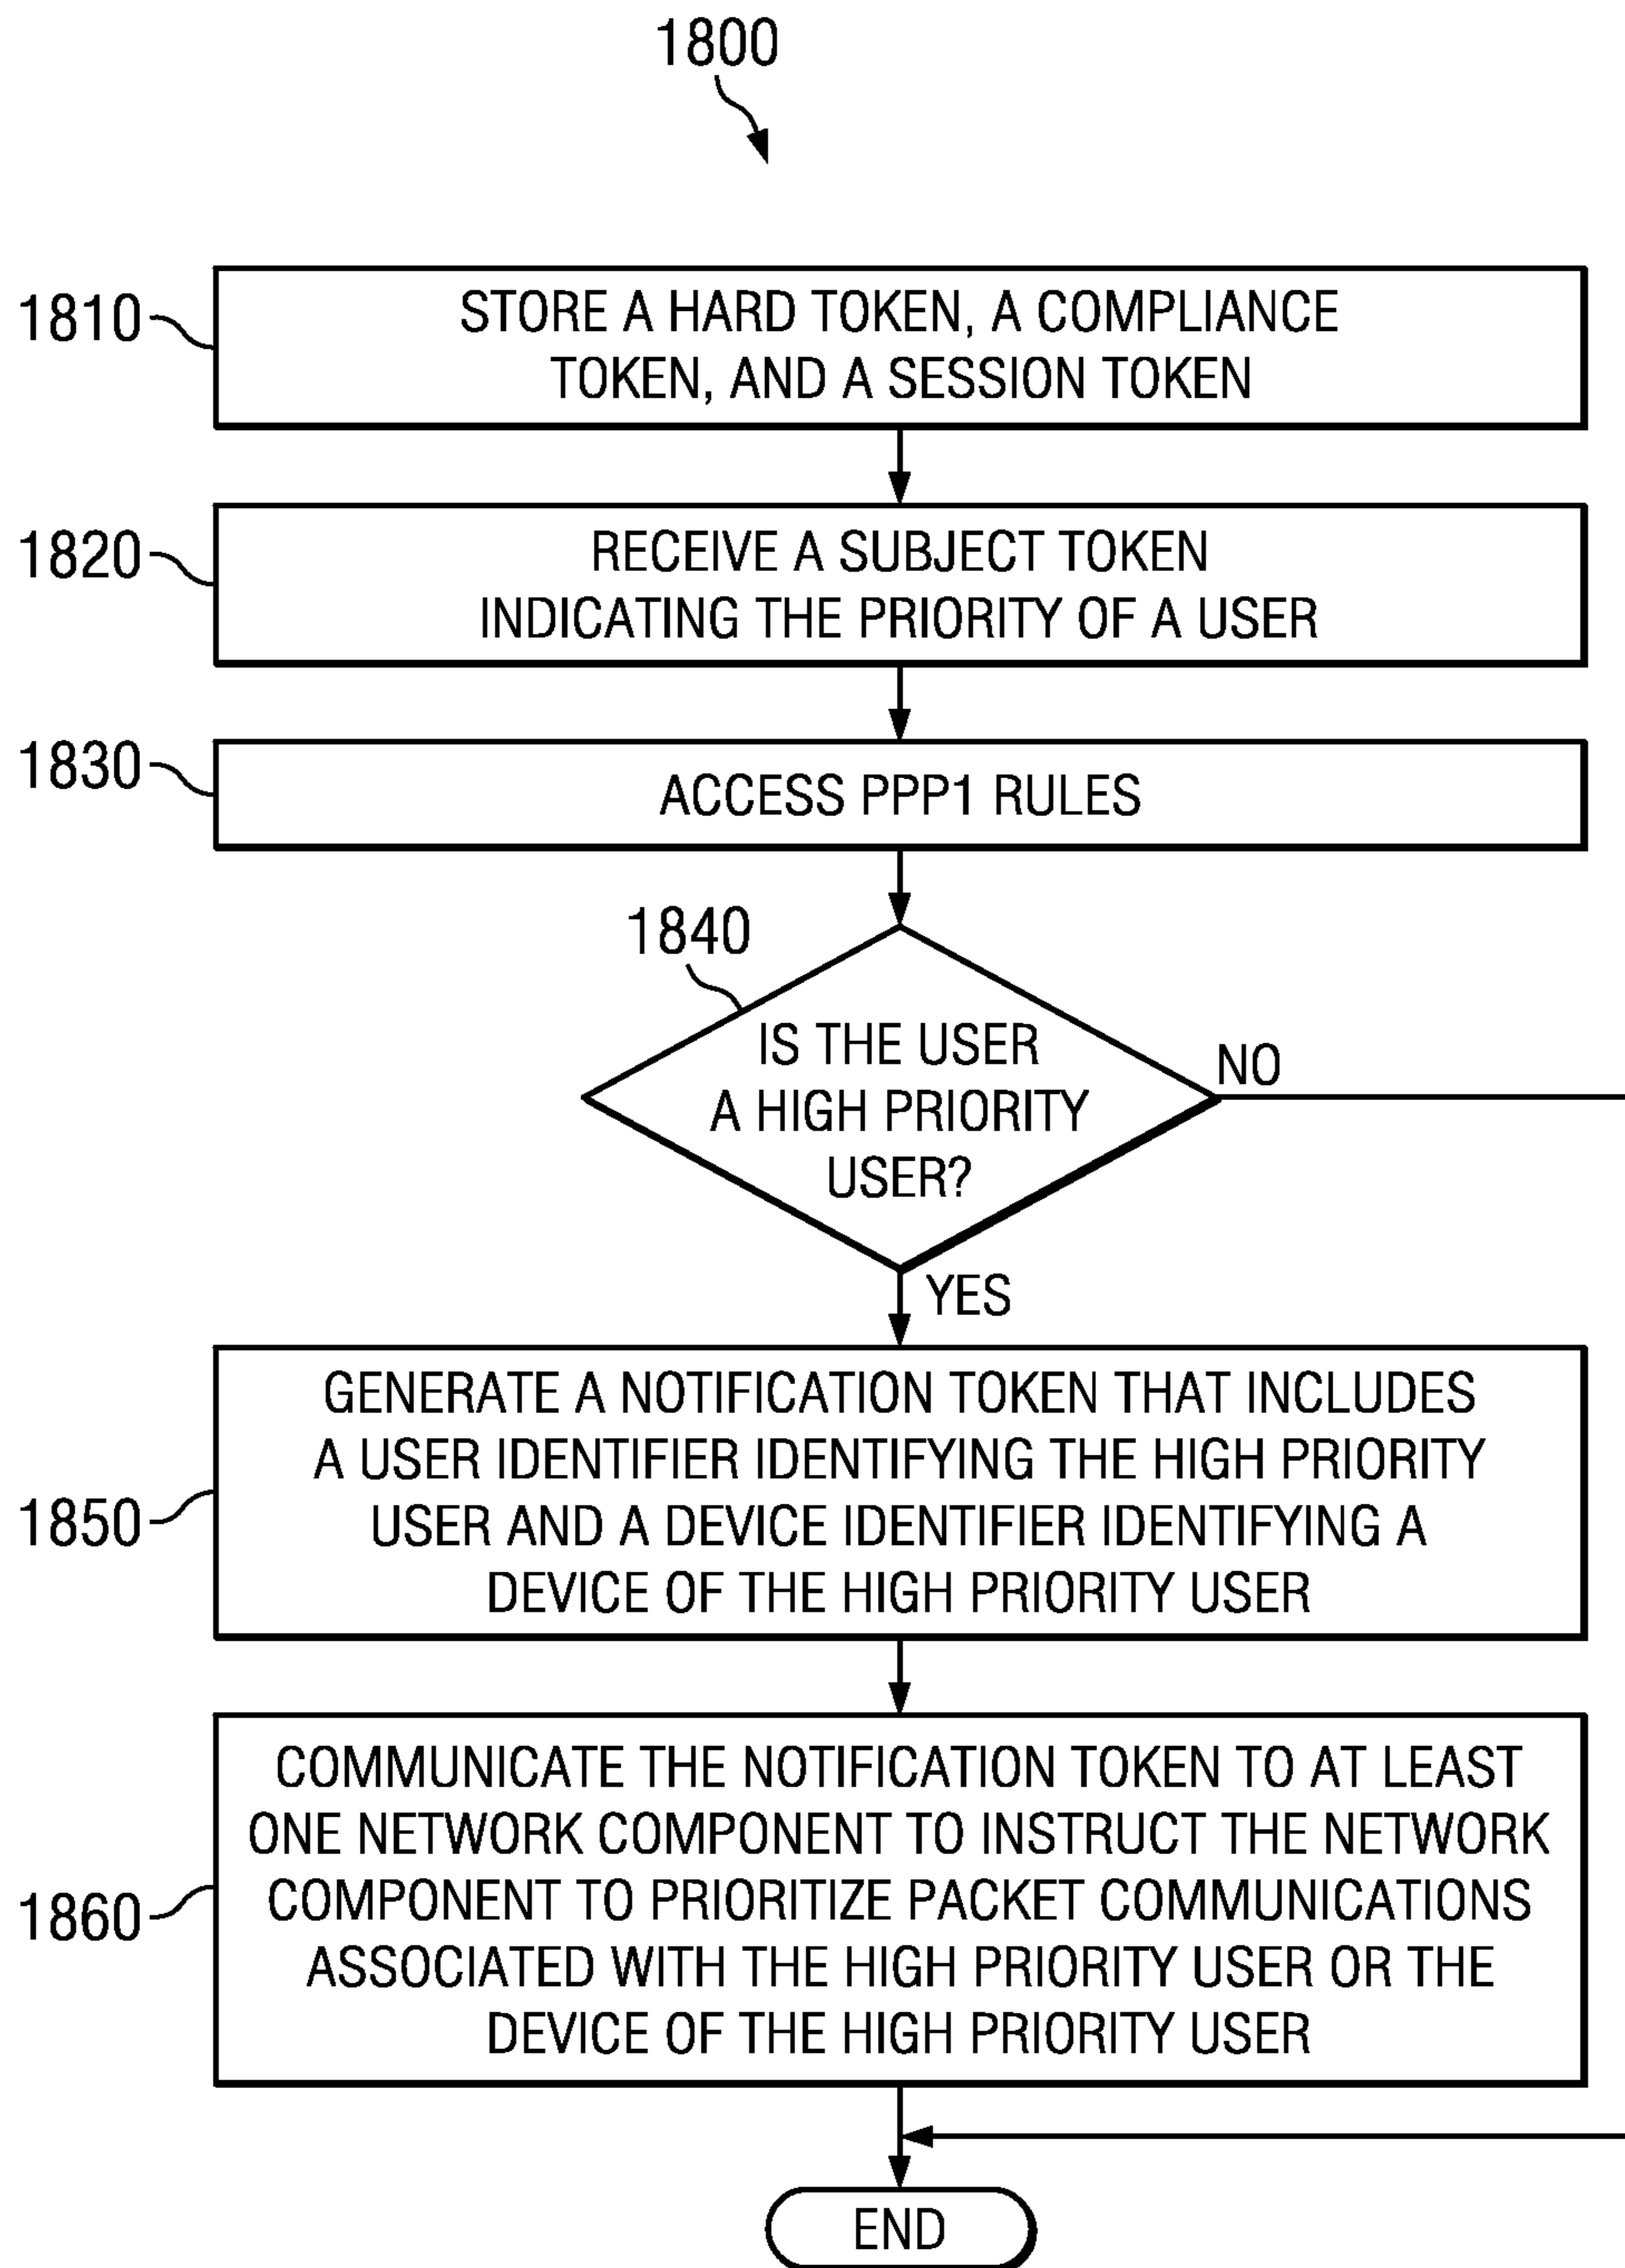 1800
1810
STORE A HARD TOKEN, A COMPLIANCE
TOKEN, AND A SESSION TOKEN
1820
RECEIVE A SUBJECT TOKEN
INDICATING THE PRIORITY OF A USER
1830
ACCESS PPP1 RULES
1840
IS THE USER
A HIGH PRIORITY
USER?
NO
YES
1850
GENERATE A NOTIFICATION TOKEN THAT INCLUDES
A USER IDENTIFIER IDENTIFYING THE HIGH PRIORITY
USER AND A DEVICE IDENTIFIER IDENTIFYING A
DEVICE OF THE HIGH PRIORITY USER
1860
COMMUNICATE THE NOTIFICATION TOKEN TO AT LEAST
ONE NETWORK COMPONENT TO INSTRUCT THE NETWORK
COMPONENT TO PRIORITIZE PACKET COMMUNICATIONS
ASSOCIATED WITH THE HIGH PRIORITY USER OR THE
DEVICE OF THE HIGH PRIORITY USER
END